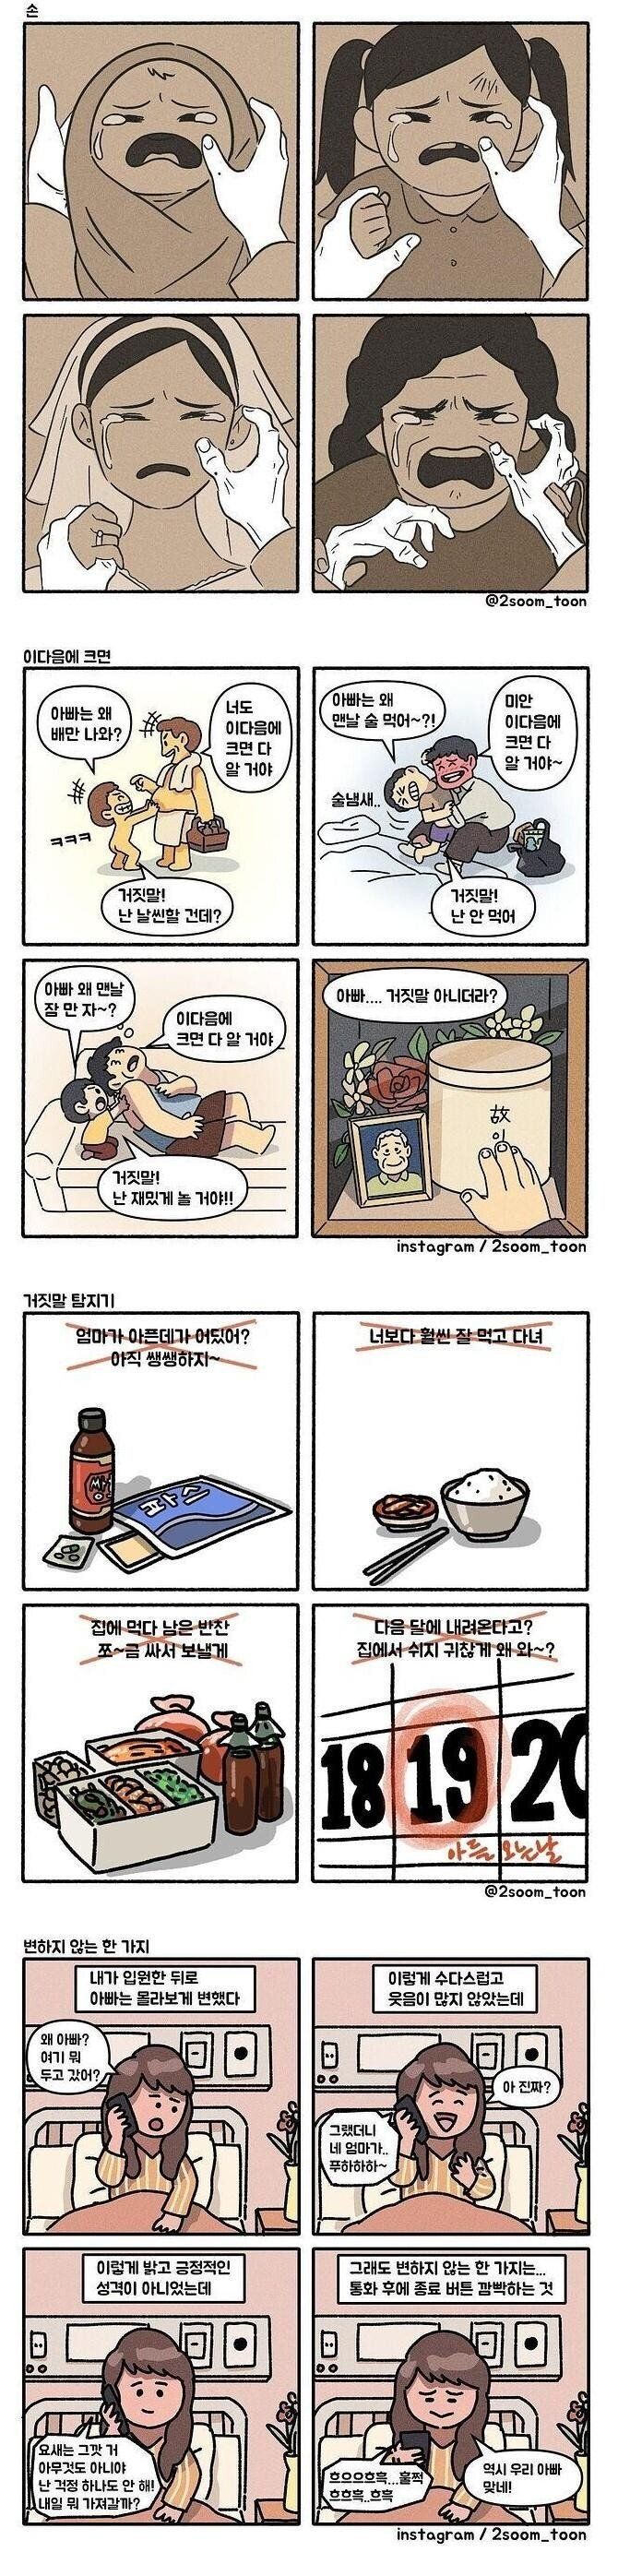 손
@2soom_toon
이다음에 크면
아빠는 왜
배만 나와?
너도
이다음에
크면 다
알 거야
ㅋㅋㅋ
거짓말!
난 날씬할 건데?
아빠는 왜
맨날 술 먹어~?!
미안
이다음에
크면 다
알 거야~
술냄새..
거짓말!
난 안 먹어
아빠 왜 맨날
잠 만 자~?
이다음에
크면 다 알 거야
거짓말!
난 재밌게 놀 거야!!
아빠.... 거짓말 아니더라?
故
instagram / 2soom_toon
거짓말 탐지기
엄마가 아픈데가 어딨어?
아직 쌩쌩하지~
파스
너보다 훨씬 잘 먹고 다녀
집에 먹다 남은 반찬
쪼~금 싸서 보낼게
다음 달에 내려온다고?
집에서 쉬지 귀찮게 왜 와~?
18 19 20
아들 오는날
@2soom_toon
변하지 않는 한 가지
내가 입원한 뒤로
아빠는 몰라보게 변했다
왜 아빠?
여기 뭐
두고 갔어?
이렇게 수다스럽고
웃음이 많지 않았는데
아 진짜?
그랬더니
네 엄마가..
푸하하하~
이렇게 밝고 긍정적인
성격이 아니었는데
요새는 그깟 거
아무것도 아니야
난 걱정 하나도 안 해!
내일 뭐 가져갈까?
그래도 변하지 않는 한 가지는...
통화 후에 종료 버튼 깜빡하는 것
흐으으흐흑...훌쩍
흐흐흑..흐흑
역시 우리 아빠
맞네!
instagram / 2soom_toon